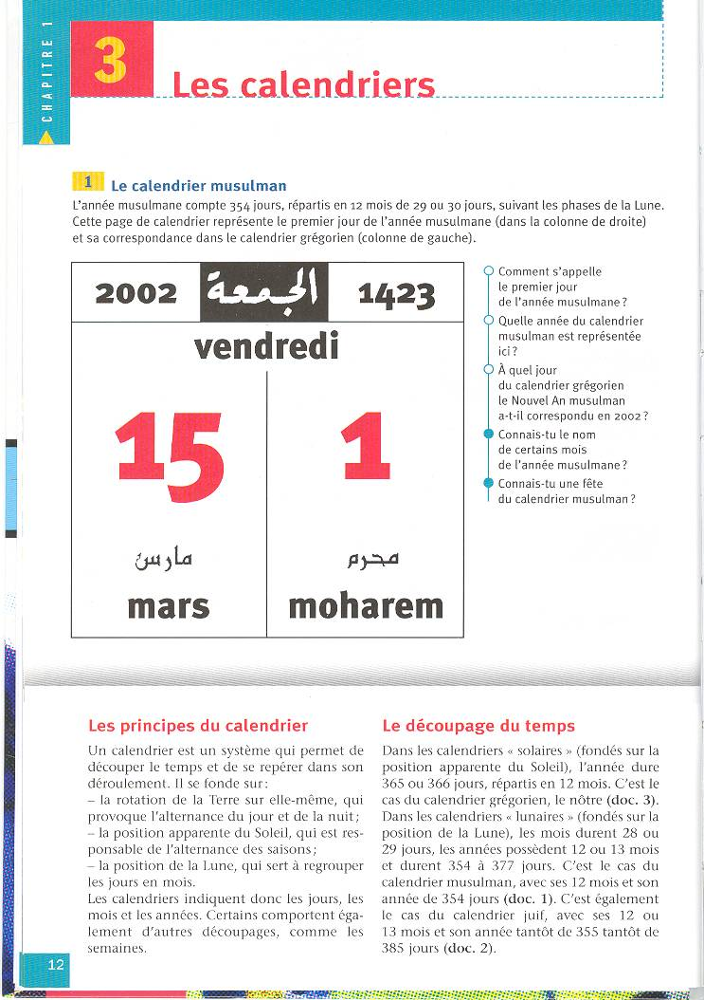 CHAPITRE 1
3
Les calendriers
1 Le calendrier musulman
L'année musulmane compte 354 jours, répartis en 12 mois de 29 ou 30 jours, suivant les phases de la Lune.
Cette page de calendrier représente le premier jour de l'année musulmane (dans la colonne de droite)
et sa correspondance dans le calendrier grégorien (colonne de gauche).
2002 الجمعة 1423
vendredi
15 1
مارس محرم
mars moharem
Comment s'appelle
le premier jour
de l'année musulmane ?
Quelle année du calendrier
musulman est représentée
ici ?
À quel jour
du calendrier grégorien
le Nouvel An musulman
a-t-il correspondu en 2002 ?
Connais-tu le nom
de certains mois
de l'année musulmane ?
Connais-tu une fête
du calendrier musulman ?
Les principes du calendrier
Un calendrier est un système qui permet de
découper le temps et de se repérer dans son
déroulement. Il se fonde sur :
– la rotation de la Terre sur elle-même, qui
provoque l'alternance du jour et de la nuit ;
– la position apparente du Soleil, qui est res-
ponsable de l'alternance des saisons ;
– la position de la Lune, qui sert à regrouper
les jours en mois.
Les calendriers indiquent donc les jours, les
mois et les années. Certains comportent éga-
lement d'autres découpages, comme les
semaines.
Le découpage du temps
Dans les calendriers « solaires » (fondés sur la
position apparente du Soleil), l'année dure
365 ou 366 jours, répartis en 12 mois. C'est le
cas du calendrier grégorien, le nôtre (doc. 3).
Dans les calendriers « lunaires » (fondés sur la
position de la Lune), les mois durent 28 ou
29 jours, les années possèdent 12 ou 13 mois
et durent 354 à 377 jours. C'est le cas du
calendrier musulman, avec ses 12 mois et son
année de 354 jours (doc. 1). C'est également
le cas du calendrier juif, avec ses 12 ou
13 mois et son année tantôt de 355 tantôt de
385 jours (doc. 2).
12